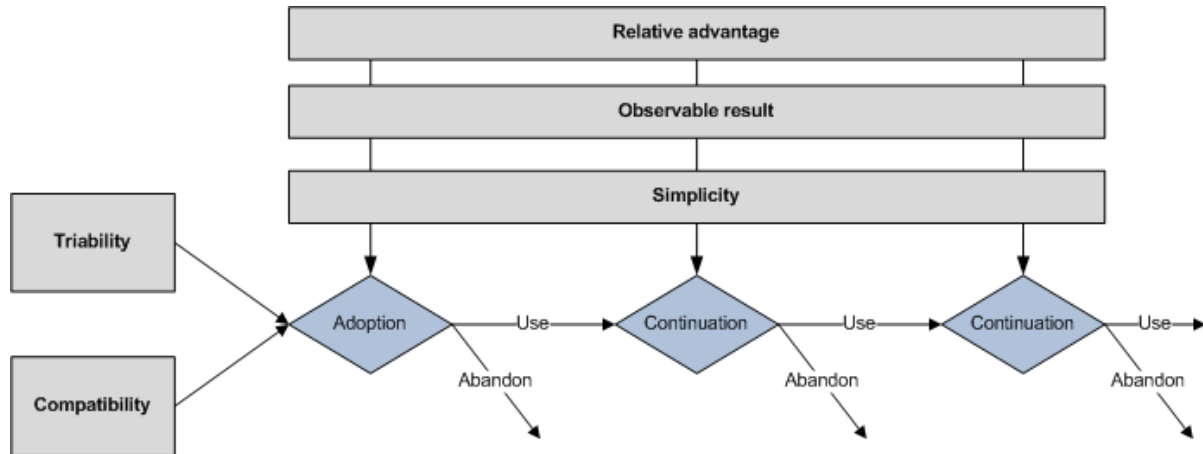 Relative advantage
Observable result
Simplicity
Triability
Adoption
Use
Continuation
Use
Continuation
Use
Abandon
Abandon
Abandon
Compatibility